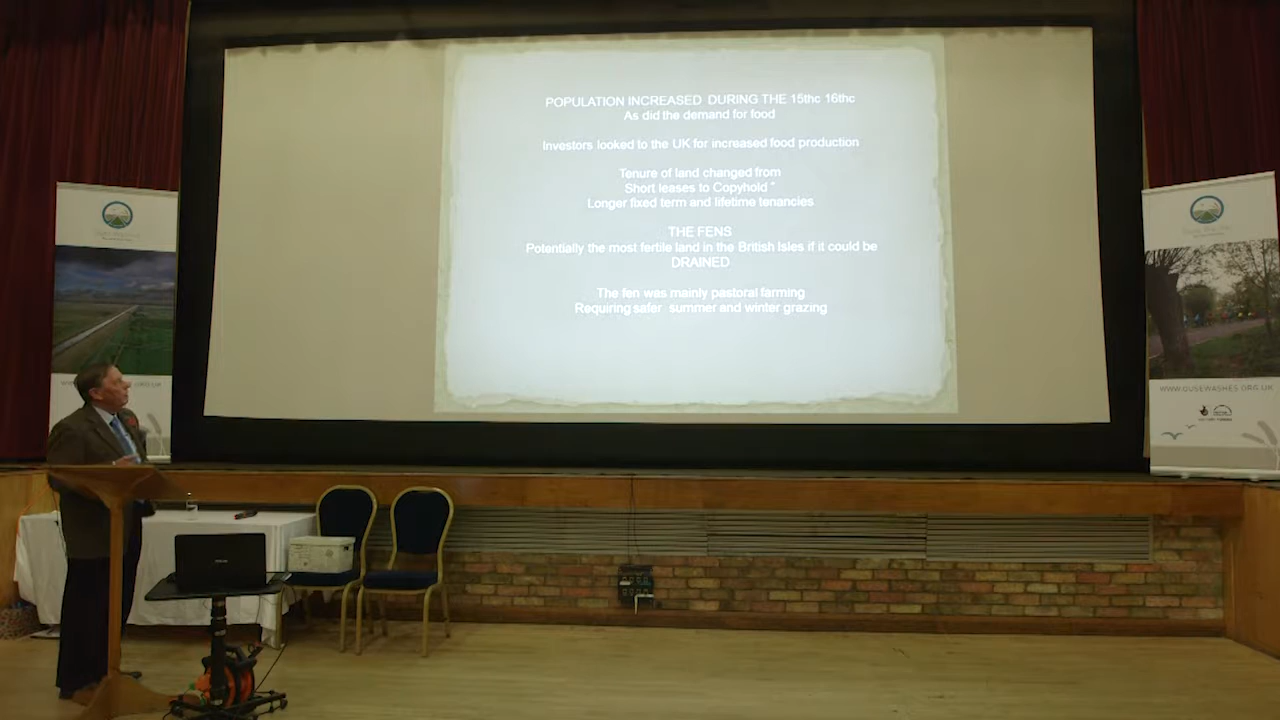 POPULATION INCREASED DURING THE 15thc 16thc
As did the demand for food
Investors looked to the UK for increased food production
Tenure of land changed from
Short leases to Copyhold "
Longer fixed term and lifetime tenancies
THE FENS
Potentially the most fertile land in the British Isles if it could be
DRAINED
The fen was mainly pastoral farming
Requiring safer summer and winter grazing
WWW.OUSEWASHES.ORG.UK